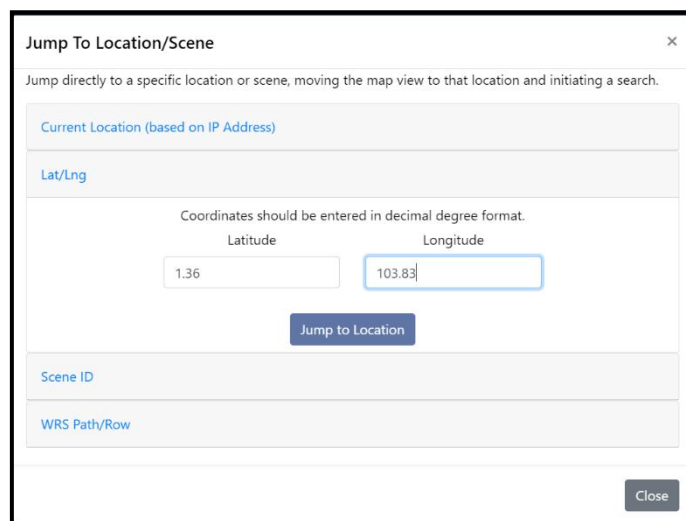 Jump To Location/Scene ×
Jump directly to a specific location or scene, moving the map view to that location and initiating a search.
Current Location (based on IP Address)
Lat/Lng
Coordinates should be entered in decimal degree format.
Latitude Longitude
1.36 103.83
Jump to Location
Scene ID
WRS Path/Row
Close